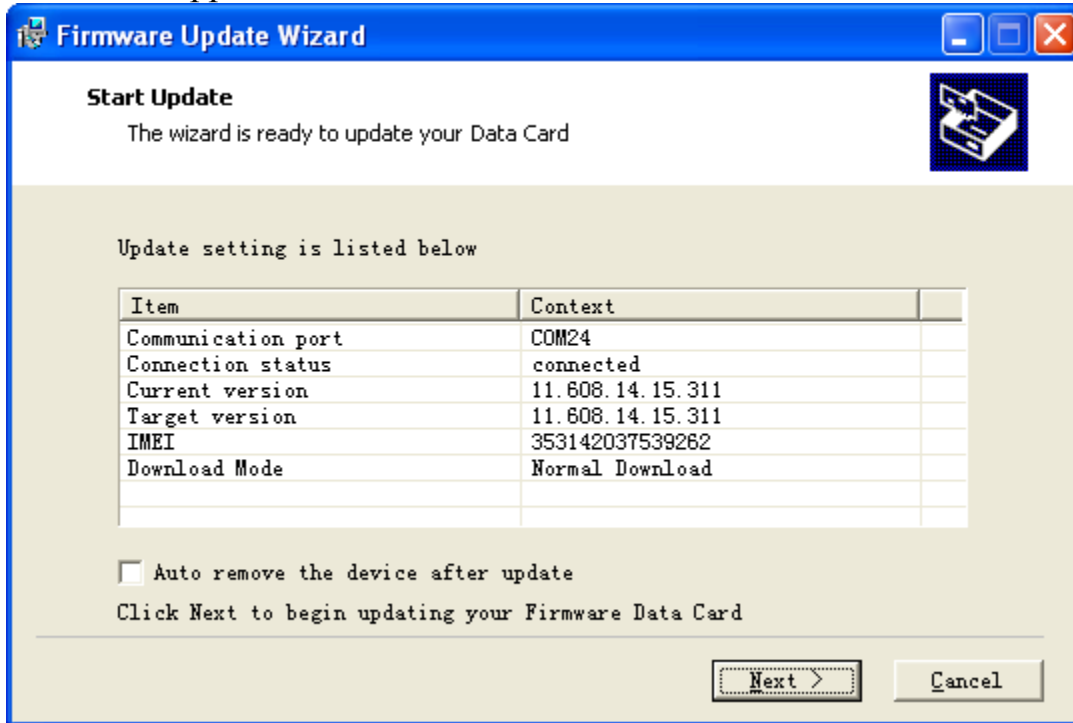 Firmware Update Wizard
Start Update
The wizard is ready to update your Data Card
Update setting is listed below
Item Context
Communication port COM24
Connection status connected
Current version 11.608.14.15.311
Target version 11.608.14.15.311
IMEI 353142037539262
Download Mode Normal Download
Auto remove the device after update
Click Next to begin updating your Firmware Data Card
Next > Cancel